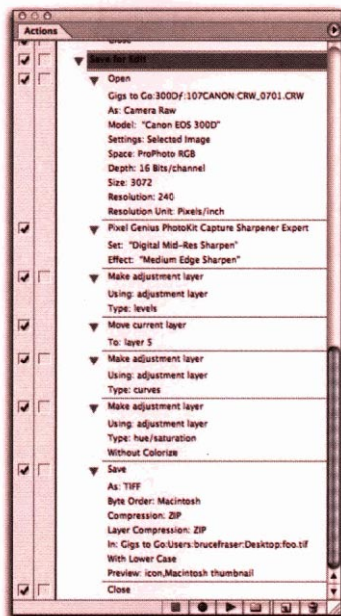 Actions
Close
Save for Edit
Open
Gigs to Go:300Df:107CANON:CRW_0701.CRW
As: Camera Raw
Model: "Canon EOS 300D"
Settings: Selected Image
Space: ProPhoto RGB
Depth: 16 Bits/channel
Size: 3072
Resolution: 240
Resolution Unit: Pixels/inch
Pixel Genius PhotoKit Capture Sharpener Expert
Set: "Digital Mid-Res Sharpen"
Effect: "Medium Edge Sharpen"
Make adjustment layer
Using: adjustment layer
Type: levels
Move current layer
To: layer 5
Make adjustment layer
Using: adjustment layer
Type: curves
Make adjustment layer
Using: adjustment layer
Type: hue/saturation
Without Colorize
Save
As: TIFF
Byte Order: Macintosh
Compression: ZIP
Layer Compression: ZIP
In: Gigs to Go:Users:brucefraser:Desktop:foo.tif
With Lower Case
Preview: icon,Macintosh thumbnail
Close